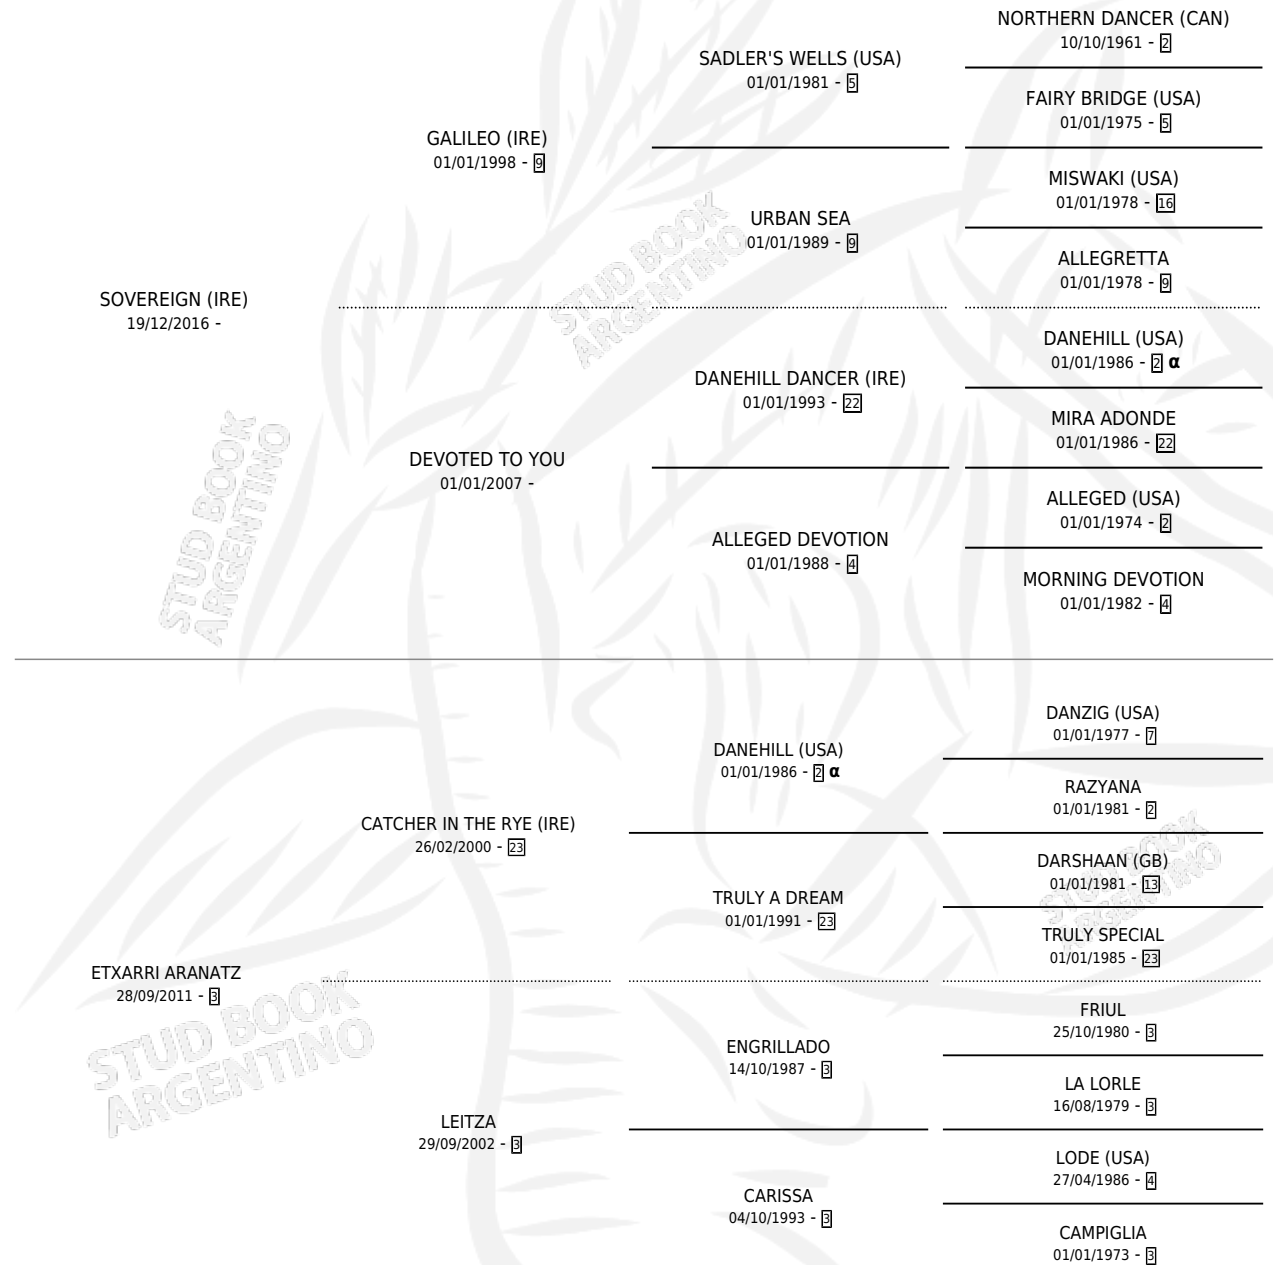 NORTHERN DANCER (CAN)
10/10/1961 - 2
SADLER'S WELLS (USA)
01/01/1981 - 5
FAIRY BRIDGE (USA)
01/01/1975 - 5
GALILEO (IRE)
01/01/1998 - 9
MISWAKI (USA)
01/01/1978 - 16
URBAN SEA
01/01/1989 - 9
ALLEGRETTA
01/01/1978 - 9
SOVEREIGN (IRE)
19/12/2016 -
DANEHILL (USA)
01/01/1986 - 2 α
DANEHILL DANCER (IRE)
01/01/1993 - 22
MIRA ADONDE
01/01/1986 - 22
DEVOTED TO YOU
01/01/2007 -
ALLEGED (USA)
01/01/1974 - 2
ALLEGED DEVOTION
01/01/1988 - 4
MORNING DEVOTION
01/01/1982 - 4
DANZIG (USA)
01/01/1977 - 7
DANEHILL (USA)
01/01/1986 - 2 α
RAZYANA
01/01/1981 - 2
CATCHER IN THE RYE (IRE)
26/02/2000 - 23
DARSHAAN (GB)
01/01/1981 - 13
TRULY A DREAM
01/01/1991 - 23
TRULY SPECIAL
01/01/1985 - 23
ETXARRI ARANATZ
28/09/2011 - 3
FRIUL
25/10/1980 - 3
ENGRILLADO
14/10/1987 - 3
LA LORLE
16/08/1979 - 3
LEITZA
29/09/2002 - 3
LODE (USA)
27/04/1986 - 4
CARISSA
04/10/1993 - 3
CAMPIGLIA
01/01/1973 - 3
STUD BOOK
ARGENTINO
STUD BOOK
ARGENTINO
STUD BOOK
ARGENTINO
STUD BOOK
ARGENTINO